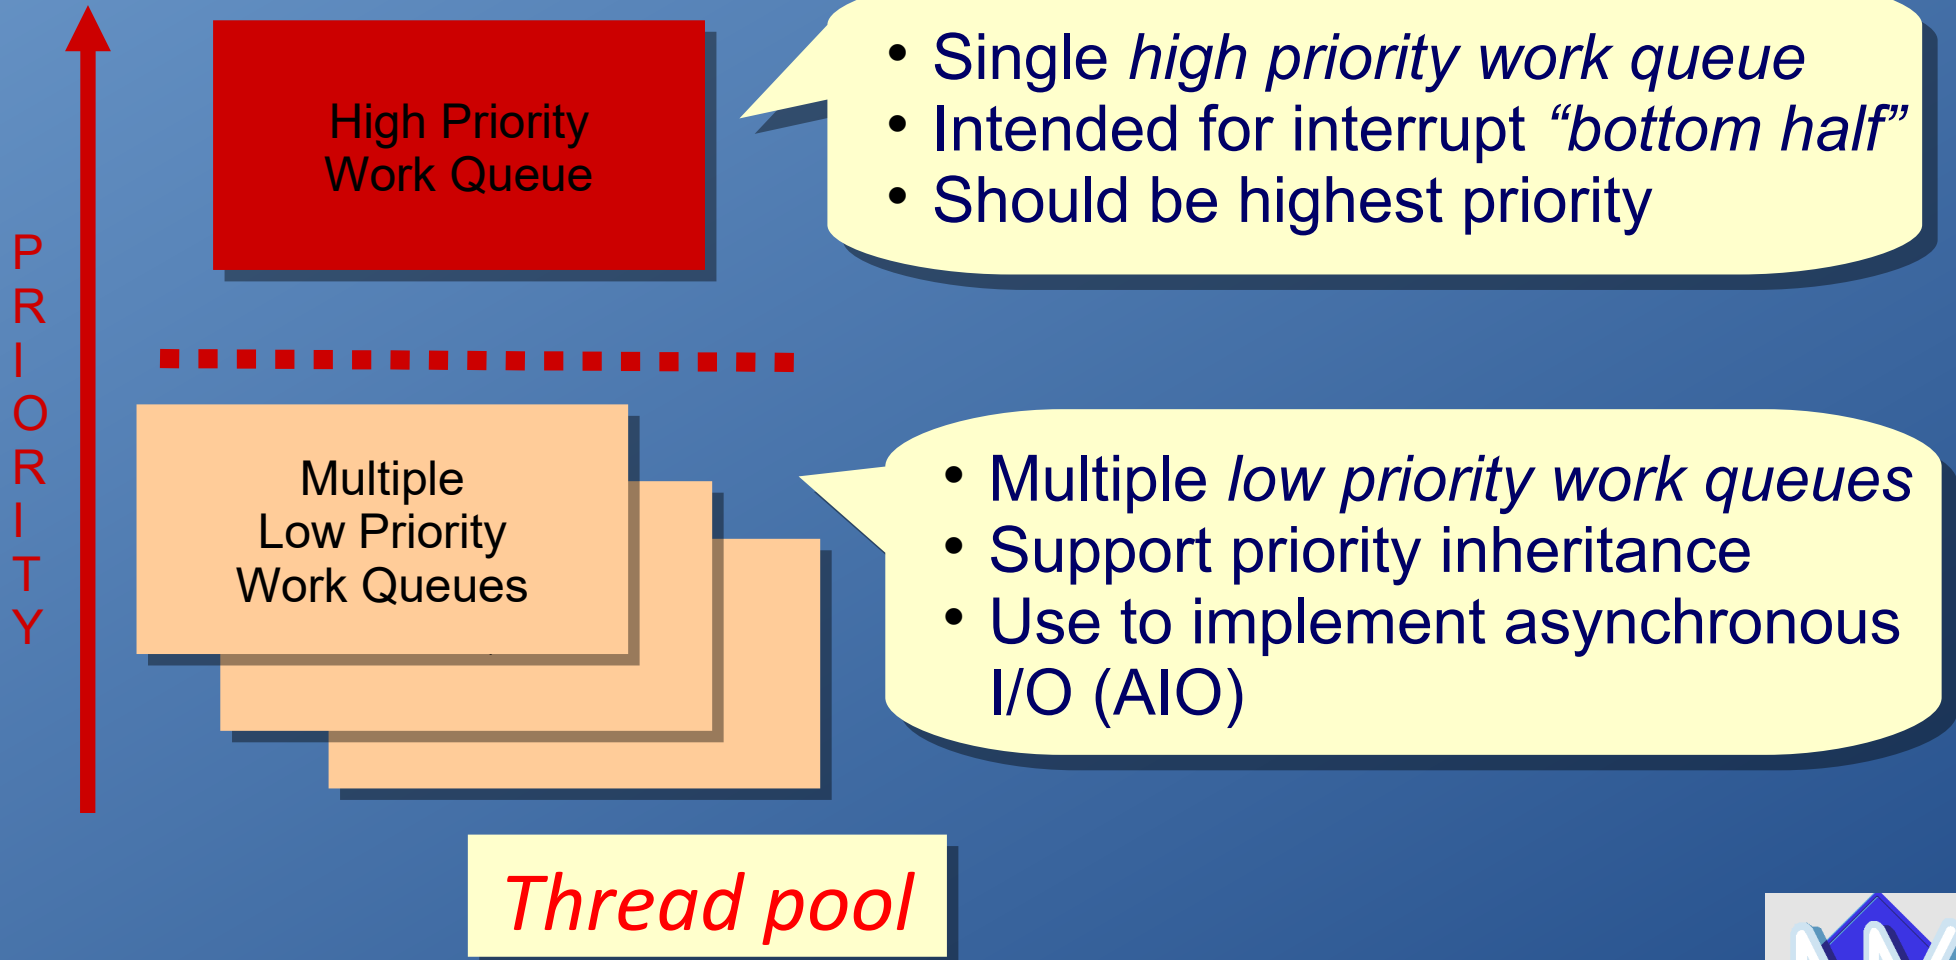 High Priority
Work Queue
• Single high priority work queue
• Intended for interrupt “bottom half”
• Should be highest priority
PRIORITY
Multiple
Low Priority
Work Queues
• Multiple low priority work queues
• Support priority inheritance
• Use to implement asynchronous
I/O (AIO)
Thread pool